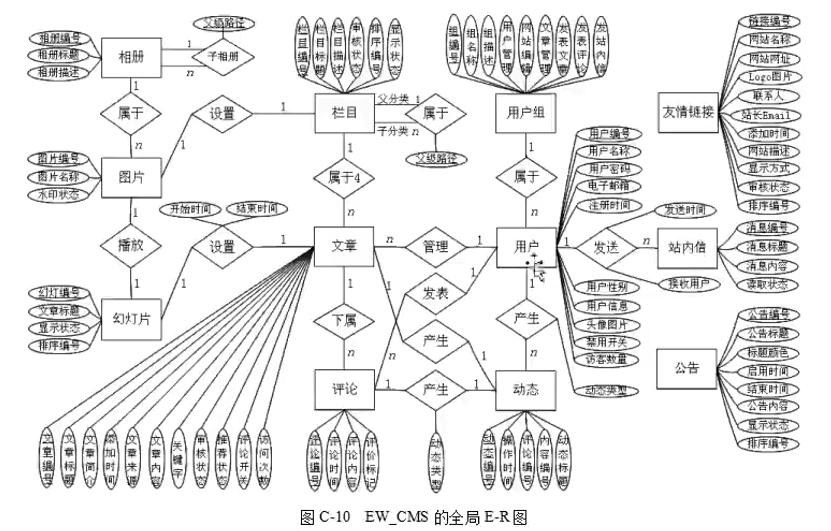 父级路径
相册编号
相册标题
相册描述
相册
1
n
子相册
1
属于
n
图片编号
图片名称
水印状态
图片
1
设置
1
1
播放
n
开始时间
结束时间
设置
1
1
幻灯编号
文章标题
显示状态
排序编号
幻灯片
栏目编号
栏目标题
栏目描述
审核状态
排序编号
显示状态
栏目
父分类
1
子分类
n
属于
父级路径
1
属于4
n
文章
n
管理
1
1
下属
n
评论
发表
n
1
产生
1
1
产生
1
1
组编号
组名称
组描述
用户管理
网站编辑
文章管理
发表文章
发表评论
发站内信
用户组
1
属于
n
用户
用户编号
用户名称
用户密码
电子邮箱
注册时间
用户性别
用户信息
头像图片
禁用开关
访客数量
动态类型
1
产生
n
动态
1
发送
n
发送时间
接收用户
站内信
消息编号
消息标题
消息内容
读取状态
友情链接
链接编号
网站名称
网站网址
Logo图片
联系人
站长Email
添加时间
网站描述
显示方式
审核状态
排序编号
公告
公告编号
公告标题
标题颜色
启用时间
结束时间
公告内容
显示状态
排序编号
文章编号
文章标题
文章简介
添加时间
文章来源
文章内容
关键字
审核状态
推荐状态
评论开关
访问次数
评论编号
评论时间
评论内容
评价标记
动态类型
动态编号
操作时间
评论编号
内容编号
动态标题
图 C-10 EW_CMS 的全局 E-R 图